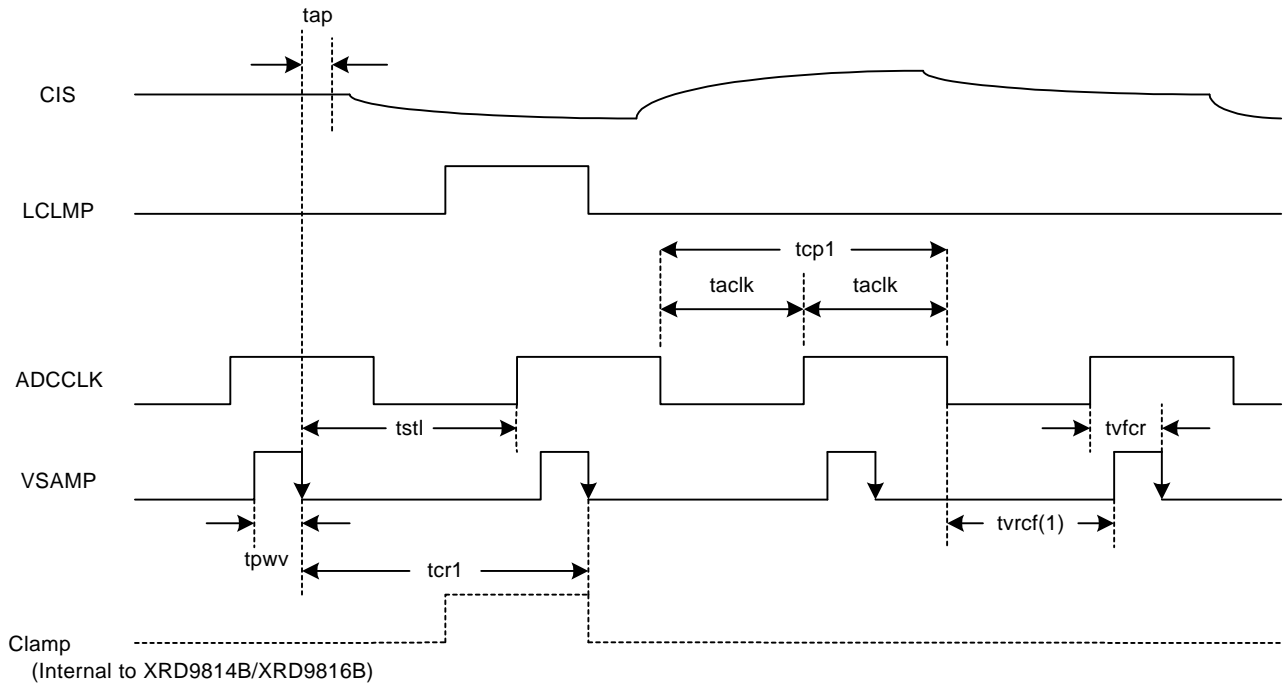 tap
CIS
LCLMP
tcp1
taclk
taclk
ADCCLK
tstl
tvfcr
VSAMP
tvrcf(1)
tpwv
tcr1
Clamp
(Internal to XRD9814B/XRD9816B)